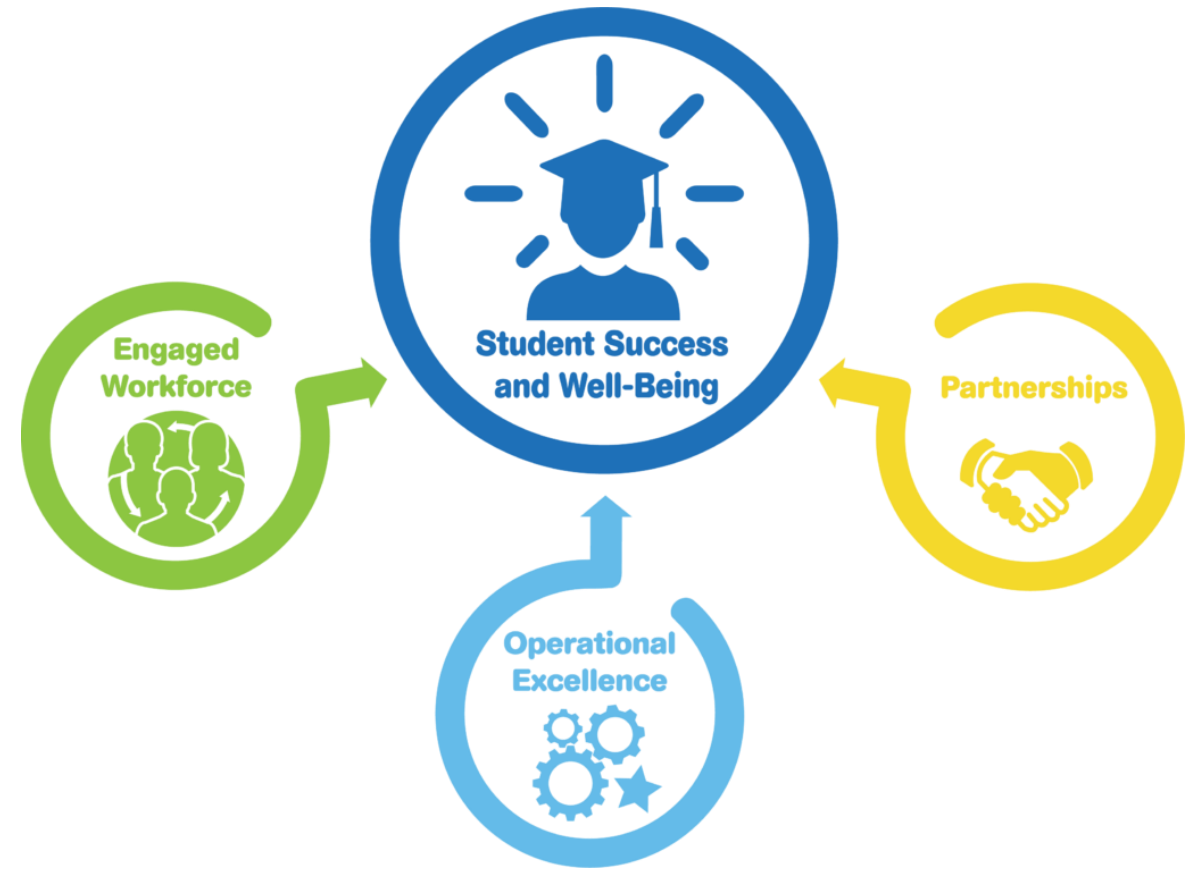 Student Success
and Well-Being
Engaged
Workforce
Partnerships
Operational
Excellence